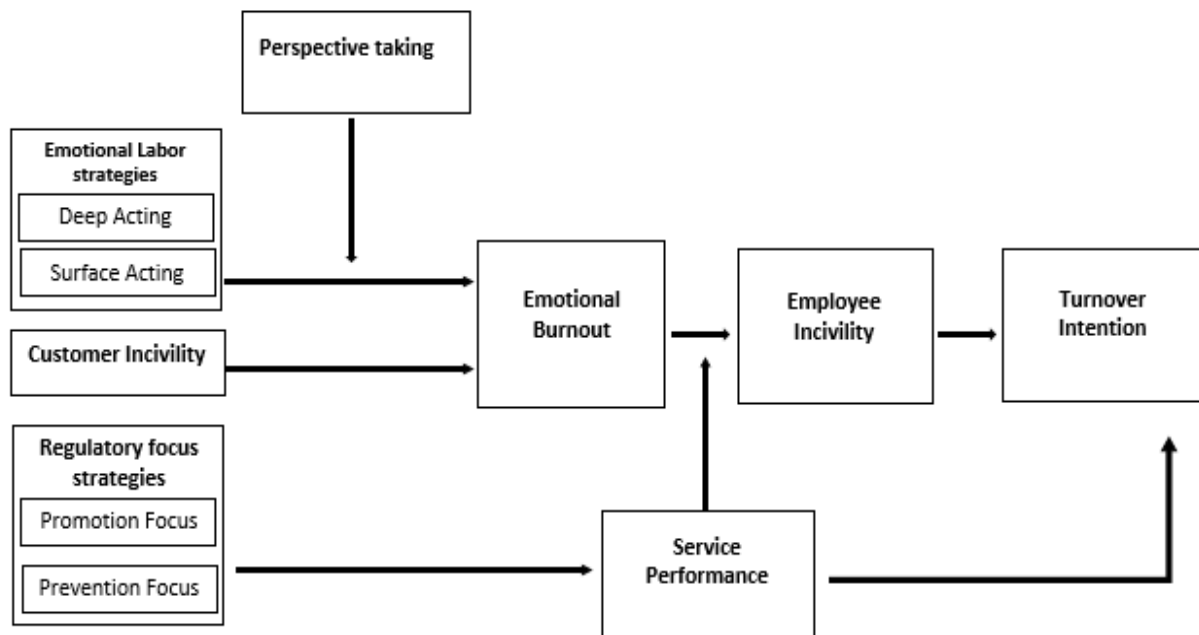 Perspective taking
Emotional Labor
strategies
Deep Acting
Surface Acting
Customer Incivility
Regulatory focus
strategies
Promotion Focus
Prevention Focus
Emotional
Burnout
Employee
Incivility
Turnover
Intention
Service
Performance